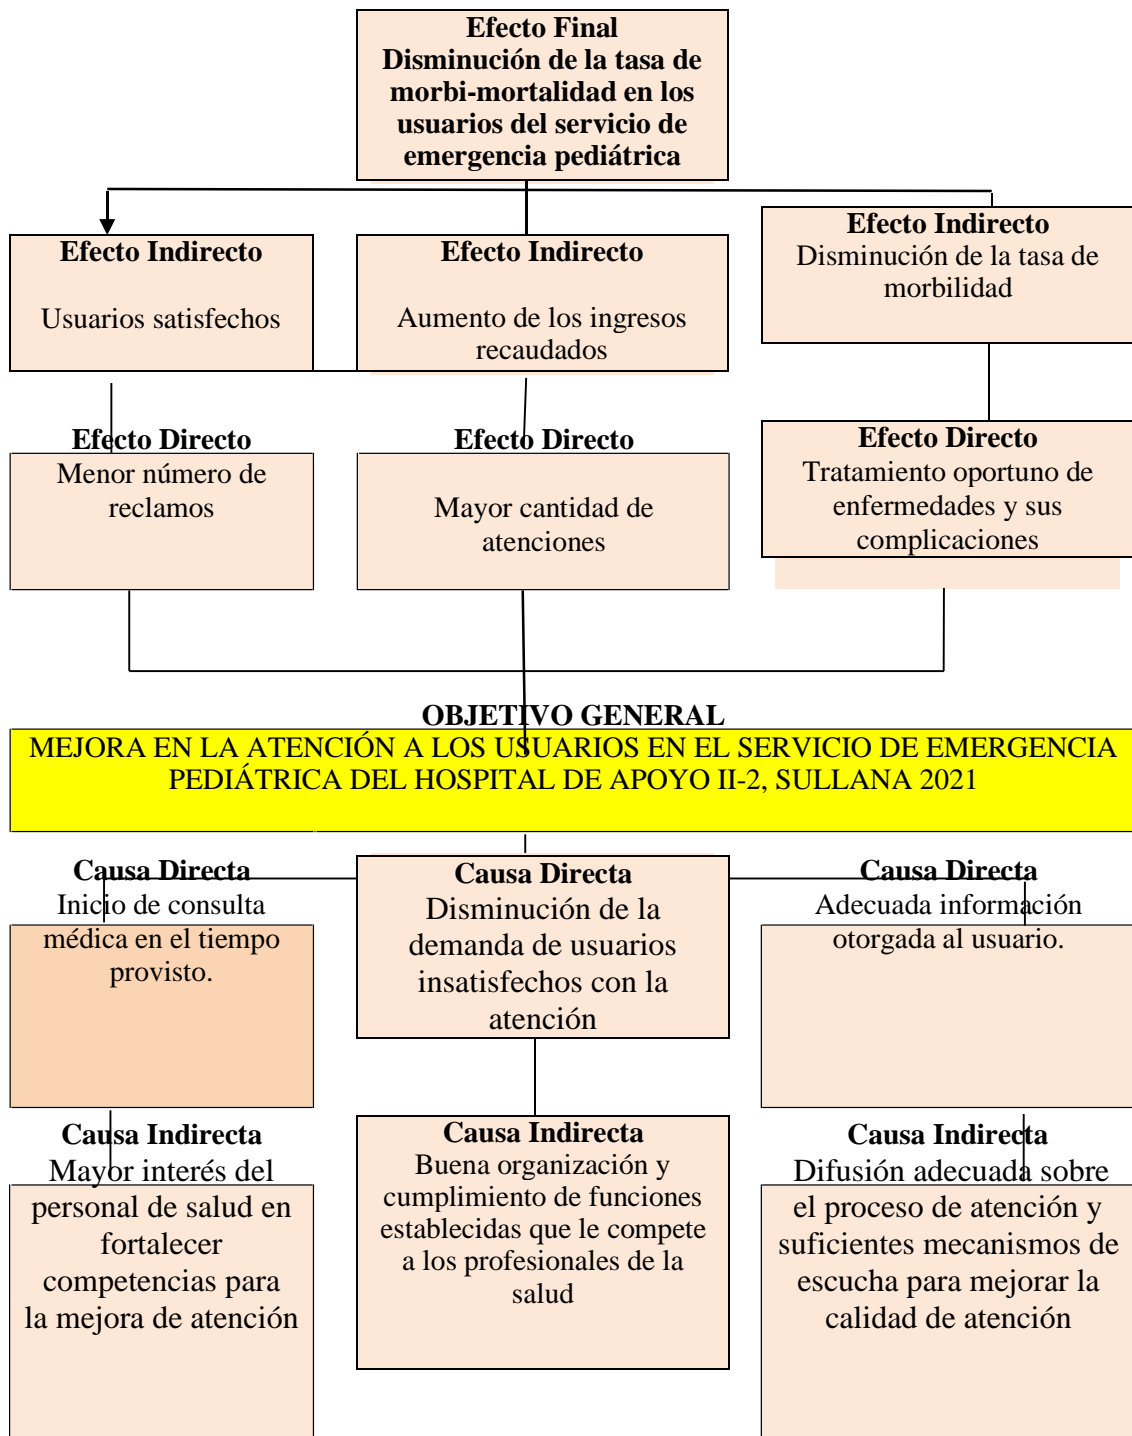 Efecto Final
Disminución de la tasa de
morbi-mortalidad en los
usuarios del servicio de
emergencia pediátrica
Efecto Indirecto
Usuarios satisfechos
Efecto Indirecto
Aumento de los ingresos
recaudados
Efecto Indirecto
Disminución de la tasa de
morbilidad
Efecto Directo
Menor número de
reclamos
Efecto Directo
Mayor cantidad de
atenciones
Efecto Directo
Tratamiento oportuno de
enfermedades y sus
complicaciones
OBJETIVO GENERAL
MEJORA EN LA ATENCIÓN A LOS USUARIOS EN EL SERVICIO DE EMERGENCIA
PEDIÁTRICA DEL HOSPITAL DE APOYO II-2, SULLANA 2021
Causa Directa
Inicio de consulta
médica en el tiempo
provisto.
Causa Directa
Disminución de la
demanda de usuarios
insatisfechos con la
atención
Causa Directa
Adecuada información
otorgada al usuario.
Causa Indirecta
Mayor interés del
personal de salud en
fortalecer
competencias para
la mejora de atención
Causa Indirecta
Buena organización y
cumplimiento de funciones
establecidas que le compete
a los profesionales de la
salud
Causa Indirecta
Difusión adecuada sobre
el proceso de atención y
suficientes mecanismos de
escucha para mejorar la
calidad de atención